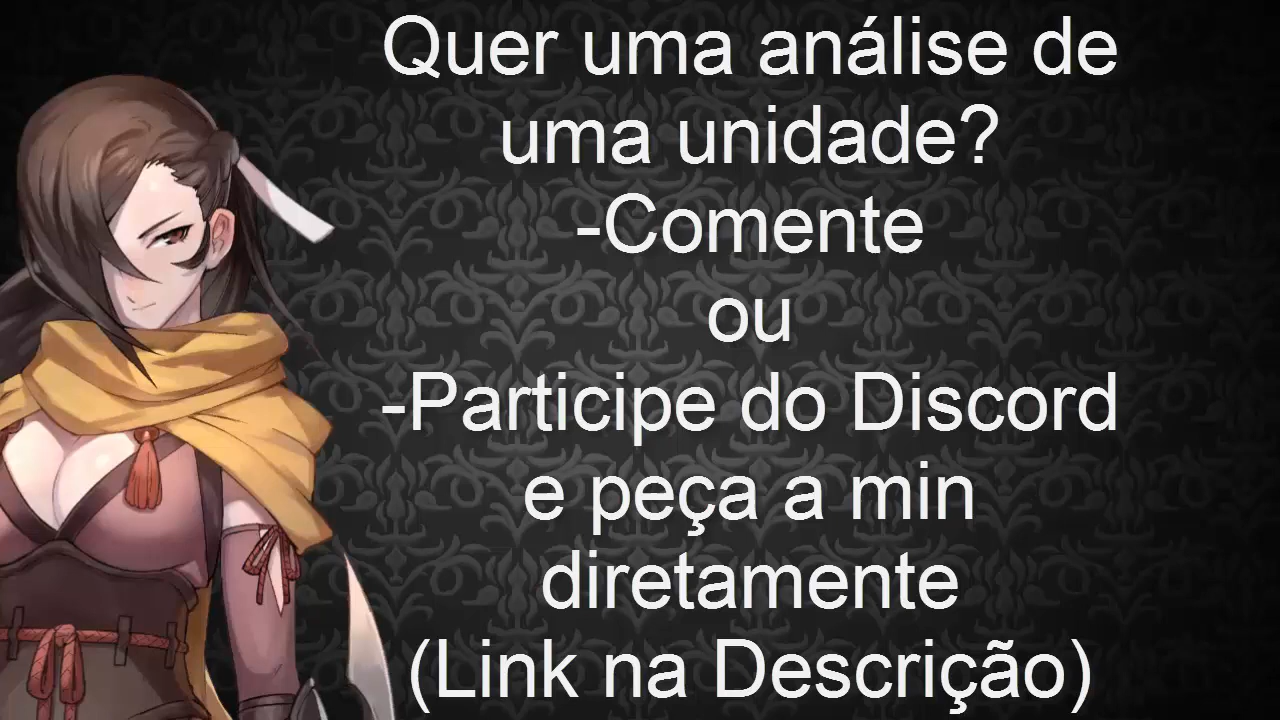 Quer uma análise de
uma unidade?
-Comente
ou
-Participe do Discord
e peça a min
diretamente
(Link na Descrição)